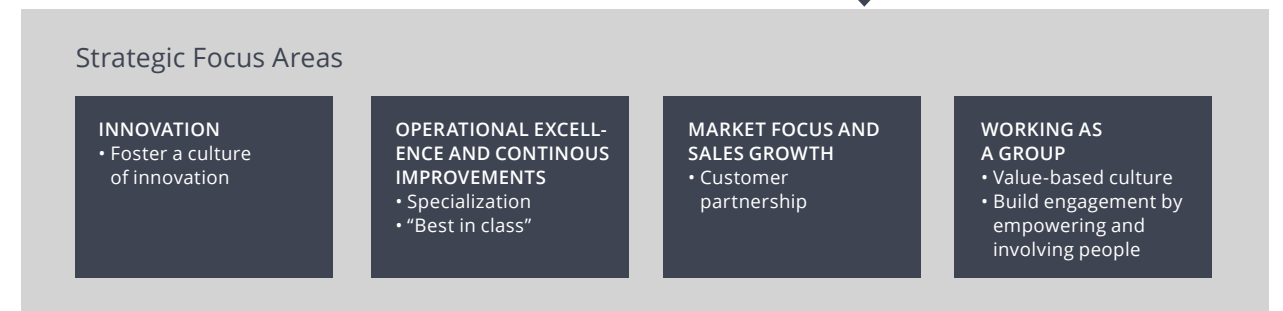 Strategic Focus Areas
INNOVATION
• Foster a culture
of innovation
OPERATIONAL EXCELL-
ENCE AND CONTINOUS
IMPROVEMENTS
• Specialization
• “Best in class”
MARKET FOCUS AND
SALES GROWTH
• Customer
partnership
WORKING AS
A GROUP
• Value-based culture
• Build engagement by
empowering and
involving people